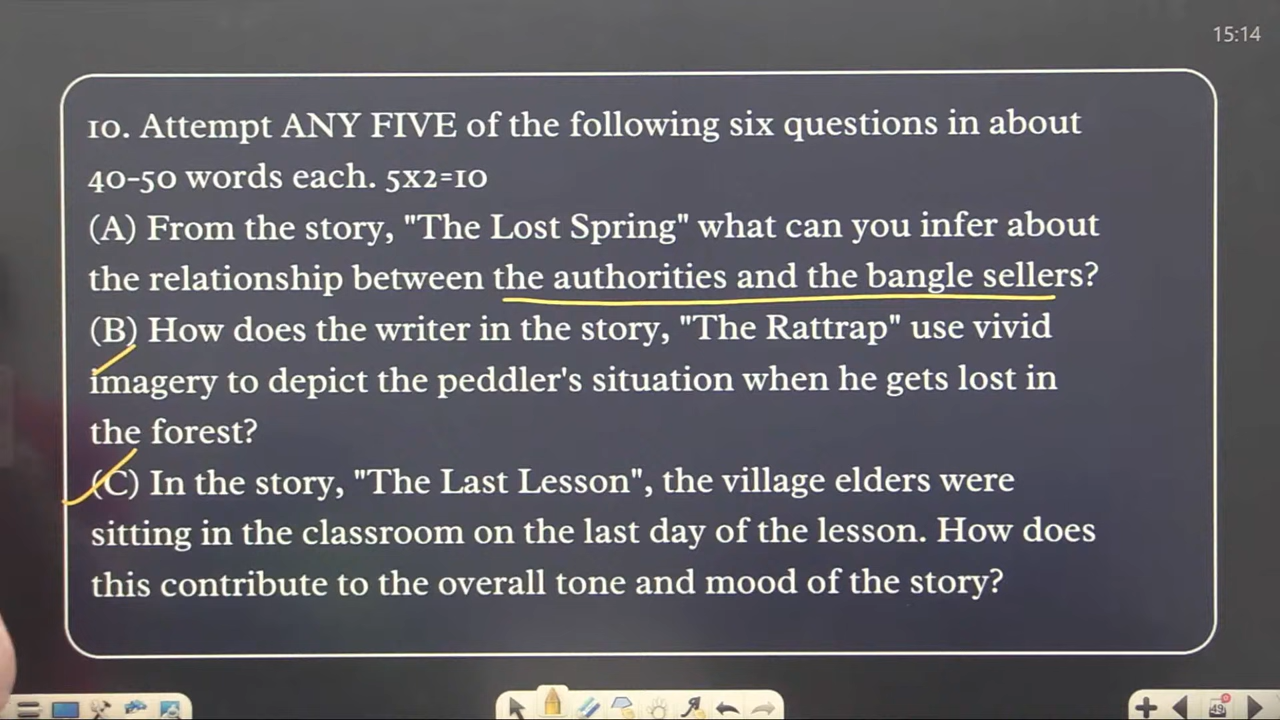 15:14
10. Attempt ANY FIVE of the following six questions in about
40-50 words each. 5x2=10
(A) From the story, "The Lost Spring" what can you infer about
the relationship between the authorities and the bangle sellers?
(B) How does the writer in the story, "The Rattrap" use vivid
imagery to depict the peddler's situation when he gets lost in
the forest?
(C) In the story, "The Last Lesson", the village elders were
sitting in the classroom on the last day of the lesson. How does
this contribute to the overall tone and mood of the story?
49